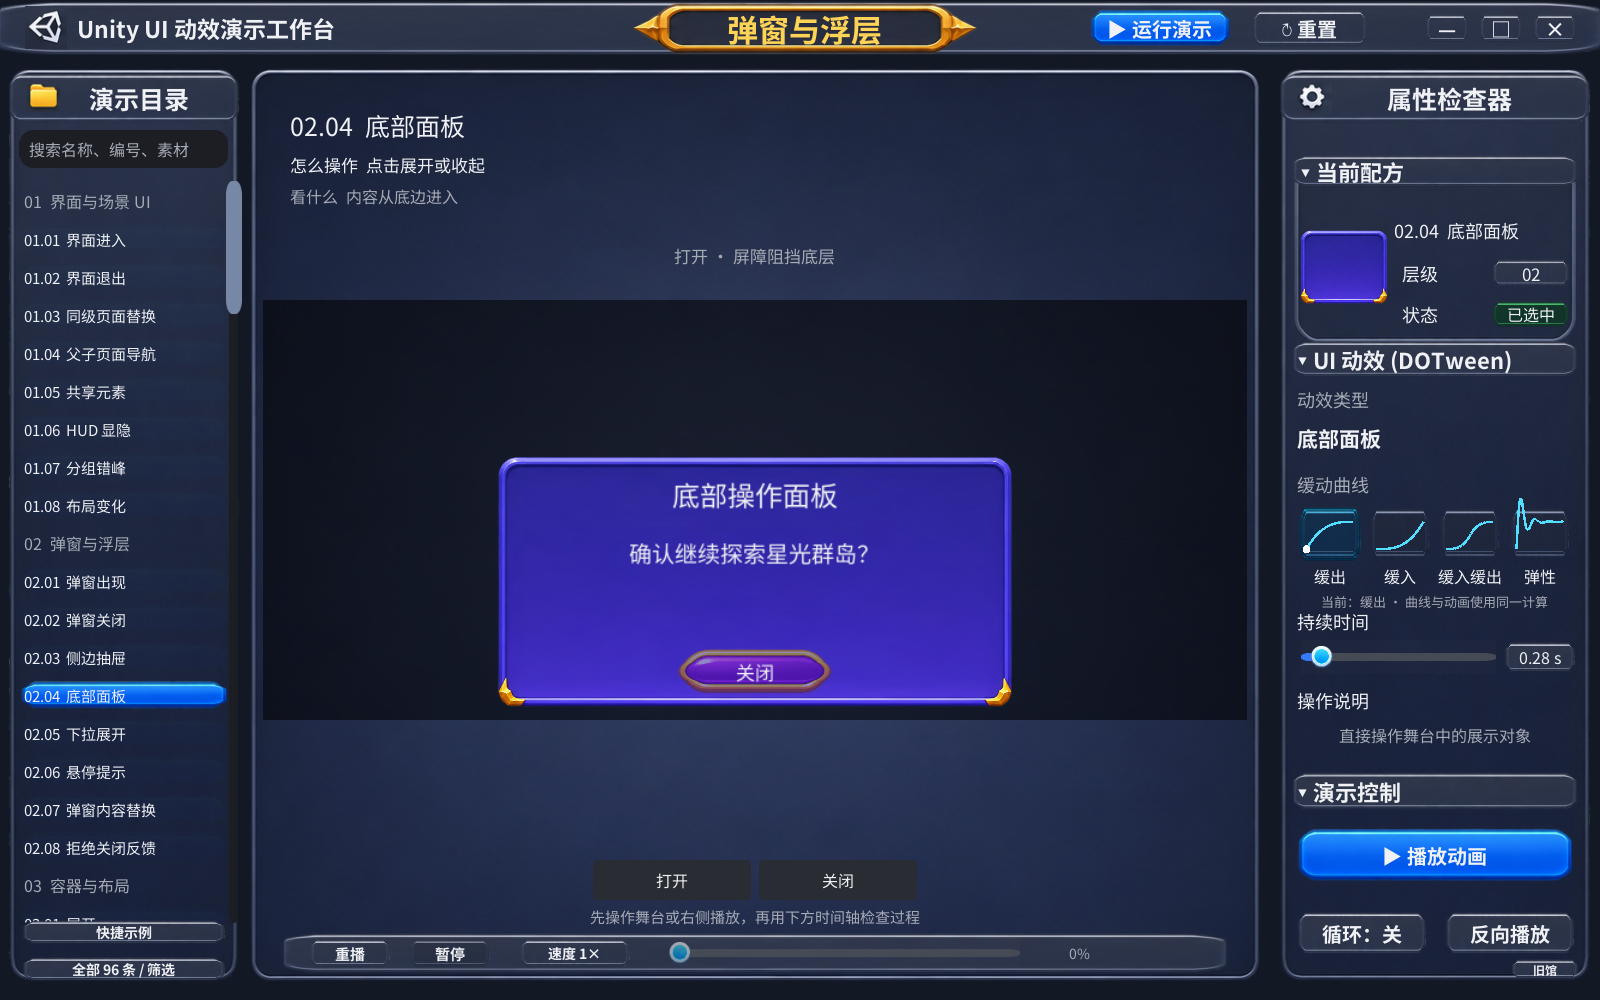 Unity UI 动效演示工作台
弹窗与浮层
▶ 运行演示
重置
演示目录
搜索名称、编号、素材
01 界面与场景 UI
01.01 界面进入
01.02 界面退出
01.03 同级页面替换
01.04 父子页面导航
01.05 共享元素
01.06 HUD 显隐
01.07 分组错峰
01.08 布局变化
02 弹窗与浮层
02.01 弹窗出现
02.02 弹窗关闭
02.03 侧边抽屉
02.04 底部面板
02.05 下拉展开
02.06 悬停提示
02.07 弹窗内容替换
02.08 拒绝关闭反馈
03 容器与布局
03.01 展开
快捷示例
全部 96 条 / 筛选
02.04 底部面板
怎么操作 点击展开或收起
看什么 内容从底边进入
打开 · 屏障阻挡底层
底部操作面板
确认继续探索星光群岛？
关闭
打开
关闭
先操作舞台或右侧播放，再用下方时间轴检查过程
重播
暂停
速度 1×
0%
属性检查器
▼ 当前配方
02.04 底部面板
层级
02
状态
已选中
▼ UI 动效 (DOTween)
动效类型
底部面板
缓动曲线
缓出
缓入
缓入缓出
弹性
当前：缓出 · 曲线与动画使用同一计算
持续时间
0.28 s
操作说明
直接操作舞台中的展示对象
▼ 演示控制
▶ 播放动画
循环：关
反向播放
旧馆